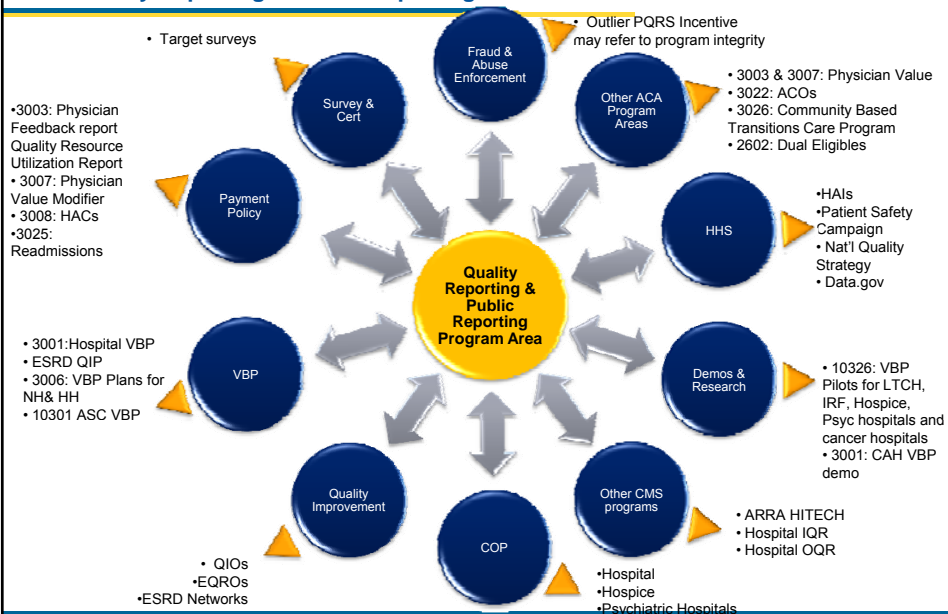 • Outlier PQRS Incentive
may refer to program integrity
• Target surveys
Fraud &
Abuse
Enforcement
Survey &
Cert
Other ACA
Program
Areas
• 3003 & 3007: Physician Value
• 3022: ACOs
• 3026: Community Based
Transitions Care Program
• 2602: Dual Eligibles
•3003: Physician
Feedback report
Quality Resource
Utilization Report
• 3007: Physician
Value Modifier
• 3008: HACs
•3025:
Readmissions
Payment
Policy
HHS
•HAIs
•Patient Safety
Campaign
• Nat'l Quality
Strategy
• Data.gov
Quality
Reporting &
Public
Reporting
Program Area
• 3001:Hospital VBP
• ESRD QIP
• 3006: VBP Plans for
NH& HH
• 10301 ASC VBP
VBP
Demos &
Research
• 10326: VBP
Pilots for LTCH,
IRF, Hospice,
Psyc hospitals and
cancer hospitals
• 3001: CAH VBP
demo
Quality
Improvement
• QIOs
•EQROs
•ESRD Networks
COP
•Hospital
•Hospice
•Psychiatric Hospitals
Other CMS
programs
• ARRA HITECH
• Hospital IQR
• Hospital OQR